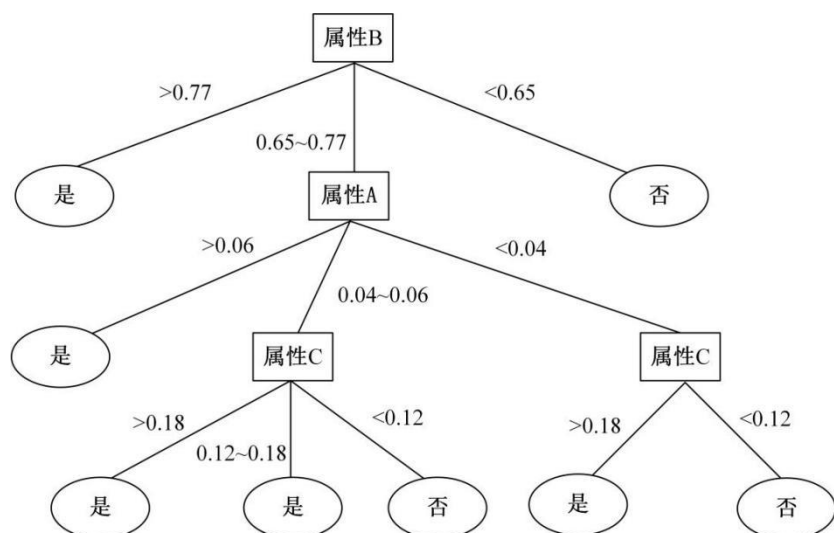 属性B
>0.77
<0.65
0.65~0.77
是
属性A
否
>0.06
<0.04
0.04~0.06
是
属性C
属性C
>0.18
<0.12
0.12~0.18
>0.18
<0.12
是
是
否
是
否